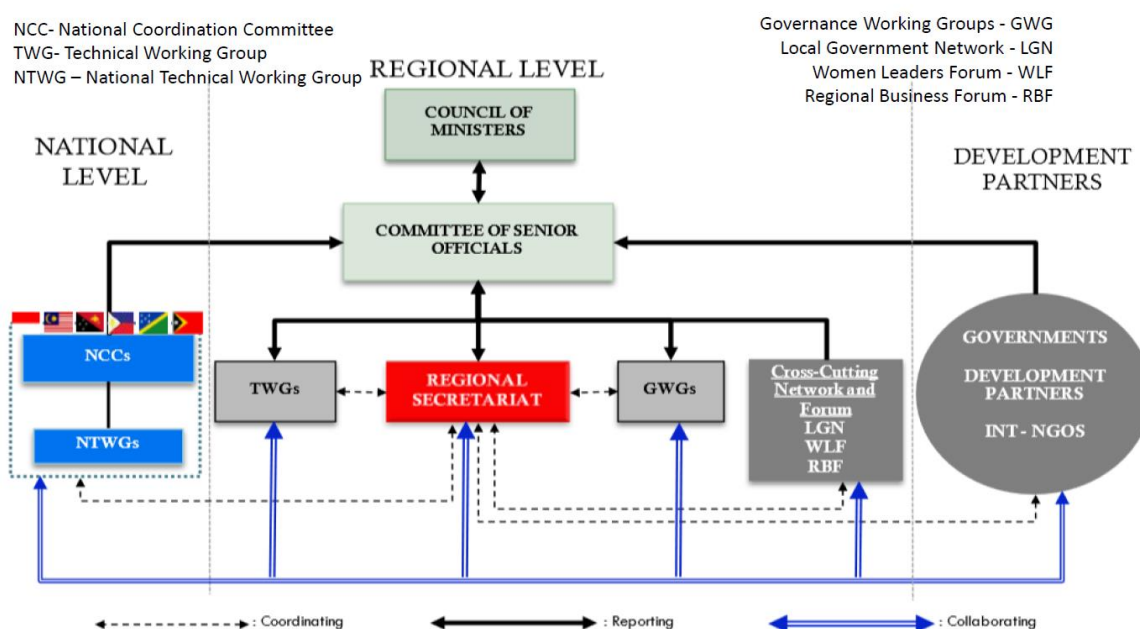 NCC- National Coordination Committee
TWG- Technical Working Group
NTWG – National Technical Working Group
Governance Working Groups - GWG
Local Government Network - LGN
Women Leaders Forum - WLF
Regional Business Forum - RBF
REGIONAL LEVEL
NATIONAL
LEVEL
DEVELOPMENT
PARTNERS
COUNCIL OF
MINISTERS
COMMITTEE OF SENIOR
OFFICIALS
NCCs
NTWGs
TWGs
REGIONAL
SECRETARIAT
GWGs
Cross-Cutting
Network and
Forum
LGN
WLF
RBF
GOVERNMENTS
DEVELOPMENT
PARTNERS
INT - NGOS
: Coordinating
: Reporting
: Collaborating